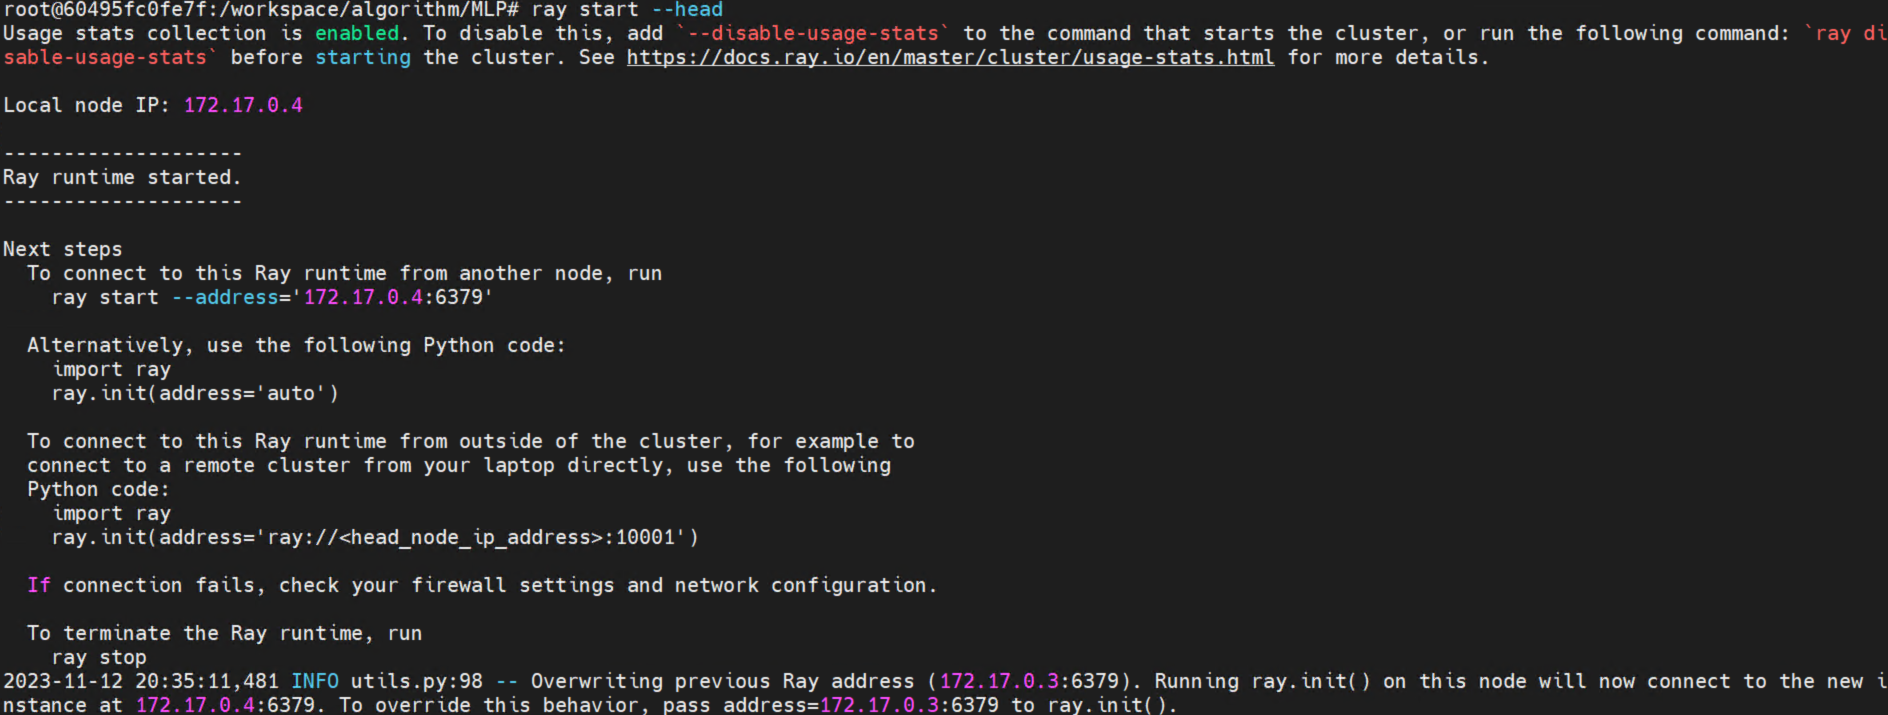 root@60495fc0fe7f:/workspace/algorithm/MLP# ray start --head
Usage stats collection is enabled. To disable this, add `--disable-usage-stats` to the command that starts the cluster, or run the following command: `ray di
sable-usage-stats` before starting the cluster. See https://docs.ray.io/en/master/cluster/usage-stats.html for more details.

Local node IP: 172.17.0.4

--------------------
Ray runtime started.
--------------------

Next steps
  To connect to this Ray runtime from another node, run
    ray start --address='172.17.0.4:6379'

  Alternatively, use the following Python code:
    import ray
    ray.init(address='auto')

  To connect to this Ray runtime from outside of the cluster, for example to
  connect to a remote cluster from your laptop directly, use the following
  Python code:
    import ray
    ray.init(address='ray://<head_node_ip_address>:10001')

  If connection fails, check your firewall settings and network configuration.

  To terminate the Ray runtime, run
    ray stop
2023-11-12 20:35:11,481 INFO utils.py:98 -- Overwriting previous Ray address (172.17.0.3:6379). Running ray.init() on this node will now connect to the new i
nstance at 172.17.0.4:6379. To override this behavior, pass address=172.17.0.3:6379 to ray.init().